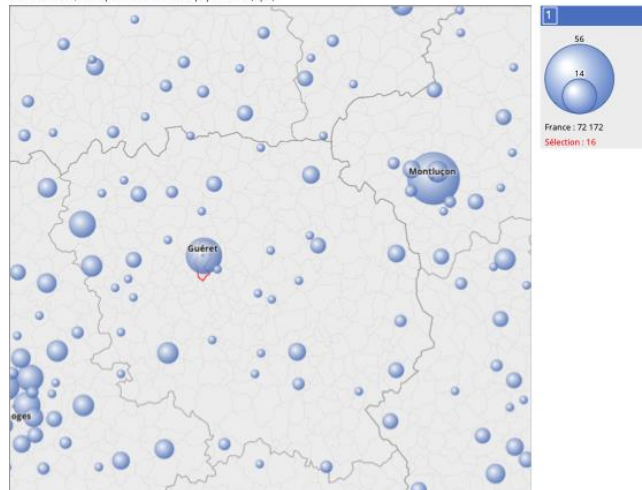 1
56
14
France : 72 172
Sélection : 16
Montluçon
Guéret
oges